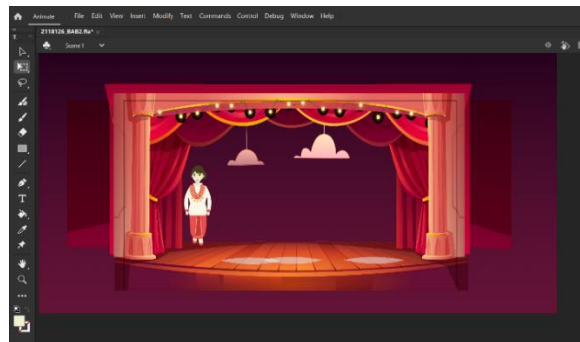 Animate File Edit View Insert Modify Text Commands Control Debug Window Help
2118126_BAB2.fla*
Scene 1
T